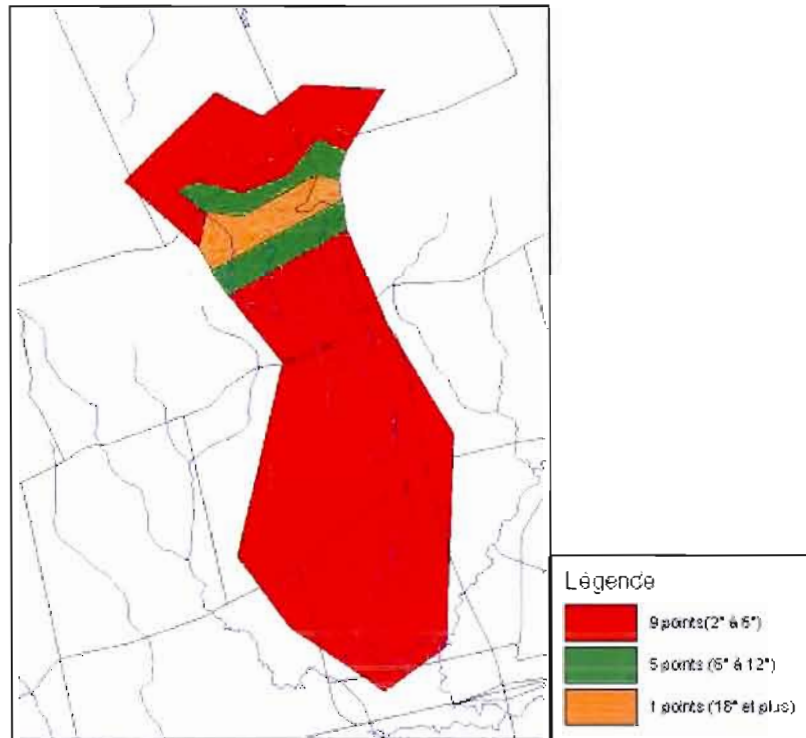 Légende
9 points(2° à 6°)
5 points (6° à 12°)
1 points (18° et plus)